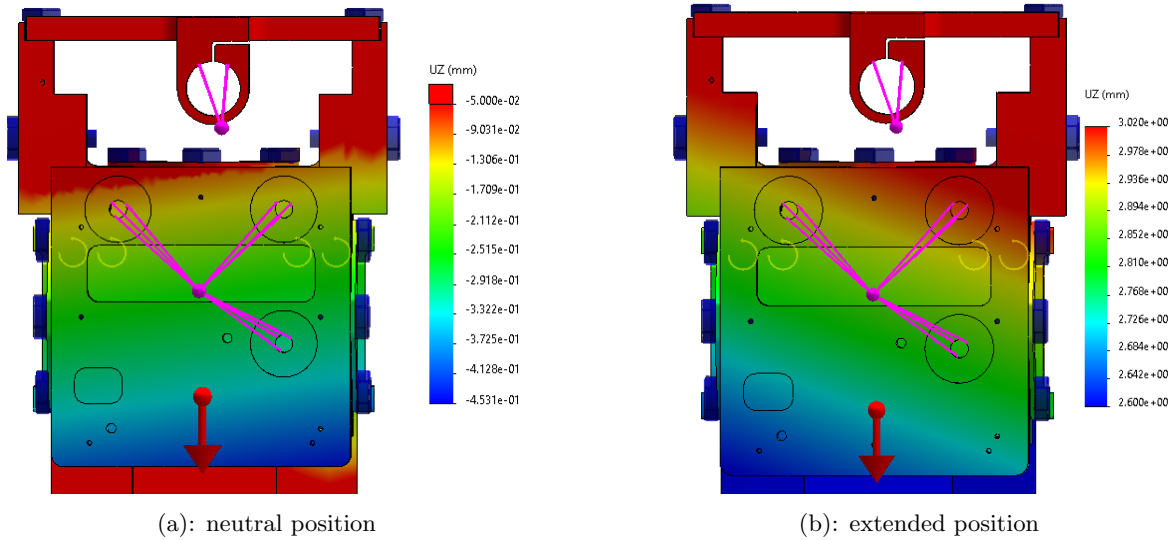 UZ (mm)
-5.000e-02
-9.031e-02
-1.306e-01
-1.709e-01
-2.112e-01
-2.515e-01
-2.918e-01
-3.322e-01
-3.725e-01
-4.128e-01
-4.531e-01
(a): neutral position
UZ (mm)
3.020e+00
2.978e+00
2.936e+00
2.894e+00
2.852e+00
2.810e+00
2.768e+00
2.726e+00
2.684e+00
2.642e+00
2.600e+00
(b): extended position